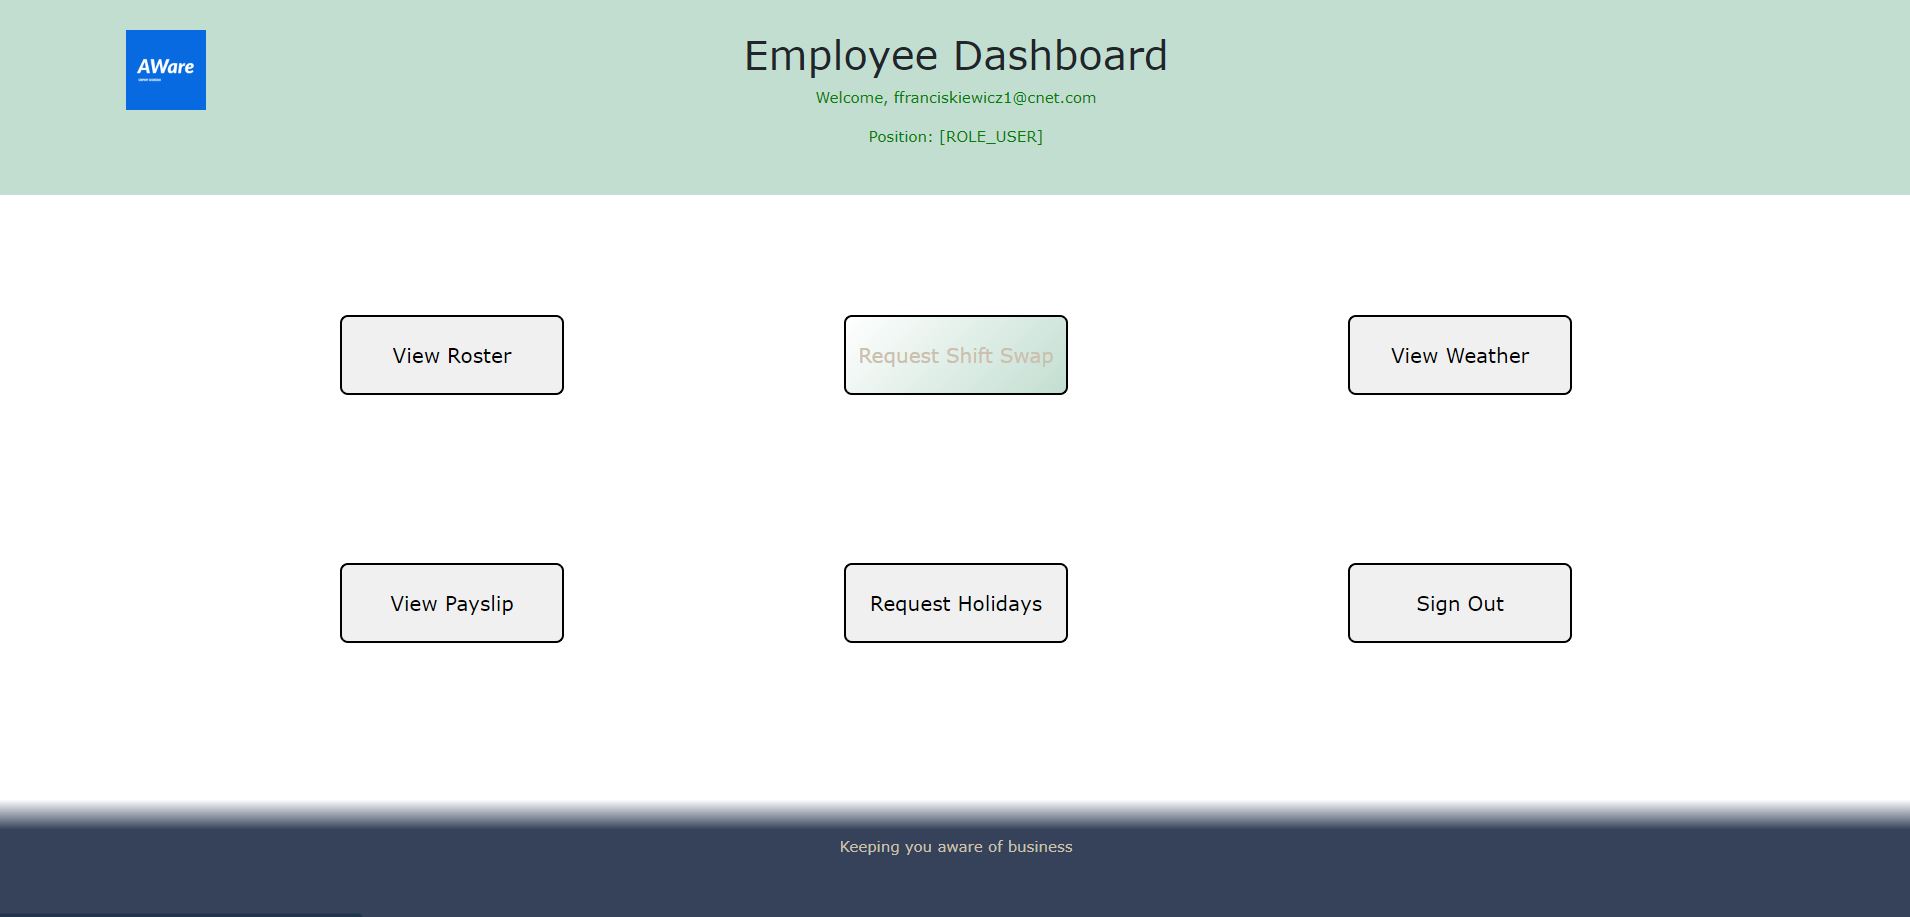 AWare
Employee Dashboard
Welcome, ffranciskiewicz1@cnet.com
Position: [ROLE_USER]
View Roster
Request Shift Swap
View Weather
View Payslip
Request Holidays
Sign Out
Keeping you aware of business